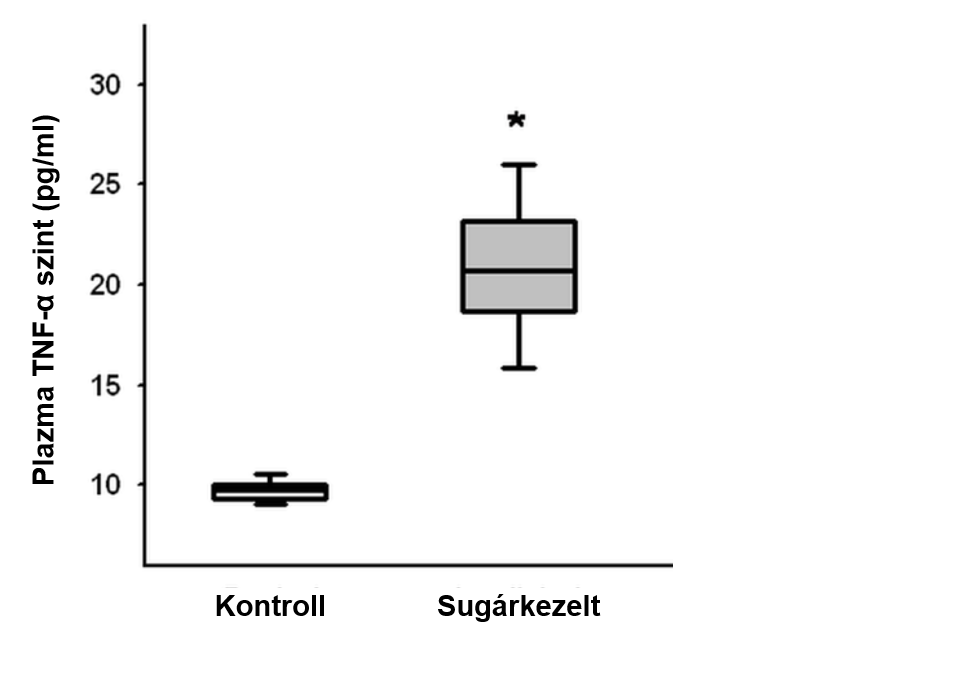 Plazma TNF-α szint (pg/ml)
30
25
20
15
10
*
Kontroll
Sugárkezelt